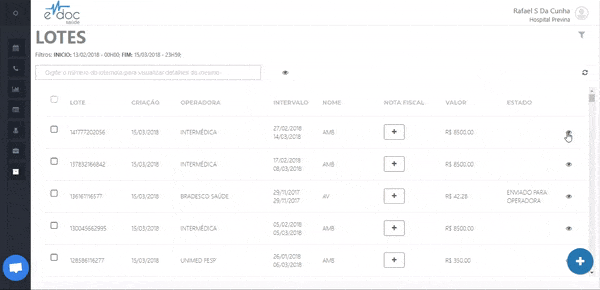 e-doc
saúde
Rafael S Da Cunha
Hospital Previna
LOTES
Filtros: INICIO: 13/02/2018 - 00h00; FIM: 15/03/2018 - 23h59;
Digite o número do para visualizar detalhes do mesmo
LOTE CRIAÇÃO OPERADORA INTERVALO NOME NOTA FISCAL VALOR ESTADO
141777202056 15/03/2018 INTERMÉDICA 27/02/2018 14/03/2018 AMB + R$ 8500.00
137832166842 15/03/2018 INTERMÉDICA 17/02/2018 08/03/2018 AMB + R$ 8500.00
136161116577 15/03/2018 BRADESCO SAÚDE 29/11/2017 29/11/2017 AV + R$ 42.28 ENVIADO PARA OPERADORA
130045662995 15/03/2018 INTERMÉDICA 05/02/2018 05/03/2018 AMB + R$ 8500.00
128586116277 15/03/2018 UNIMED FESP 26/01/2018 06/03/2018 AMB + R$ 350.00
+